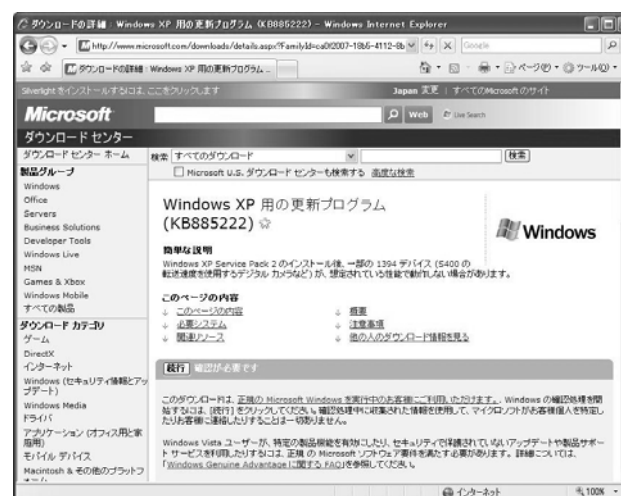 ダウンロードの詳細 : Windows XP 用の更新プログラム (KB885222) - Windows Internet Explorer
http://www.microsoft.com/downloads/details.aspx?FamilyId=ca0f2007-18b5-4112-8b
Google
ダウンロードの詳細 : Windows XP 用の更新プログラム ...
ページ(P)
ツール(O)
Silverlight をインストールするには、ここをクリックします
Japan 変更 | すべての Microsoft のサイト
Microsoft
Web
Live Search
ダウンロード センター
ダウンロード センター ホーム
検索 すべてのダウンロード
検索
Microsoft U.S. ダウンロード センターも検索する 高度な検索
製品グループ
Windows
Office
Servers
Business Solutions
Developer Tools
Windows Live
MSN
Games & Xbox
Windows Mobile
すべての製品
ダウンロード カテゴリ
ゲーム
DirectX
インターネット
Windows (セキュリティ情報とアップデート)
Windows Media
ドライバ
アプリケーション (オフィス用と家庭用)
モバイル デバイス
Macintosh & その他のプラットフォーム
Windows XP 用の更新プログラム
(KB885222)
Windows
簡単な説明
Windows XP Service Pack 2 のインストール後、一部の 1394 デバイス (S400 の
転送速度を使用するデジタル カメラなど) が、想定されている性能で動作しない場合があります。
このページの内容
↓ このページの内容
↓ 概要
↓ 必要システム
↓ 注意事項
↓ 関連リソース
↓ 他の人のダウンロード情報を見る
続行 確認が必要です
このダウンロードは、正規の Microsoft Windows を実行中のお客様にご利用いただけます。Windows の確認処理を開
始するには、[続行] をクリックしてください。確認処理中に収集された情報を使用して、マイクロソフトがお客様個人を特定し
たりお客様に連絡したりすることは一切ありません。
Windows Vista ユーザーが、特定の製品機能を有効にしたり、セキュリティで保護されていないアップデートや製品サポー
ト サービスを利用したりするには、正規の Microsoft ソフトウェア要件を満たす必要があります。詳細については、
「Windows Genuine Advantage に関する FAQ」を参照してください。
インターネット
100%